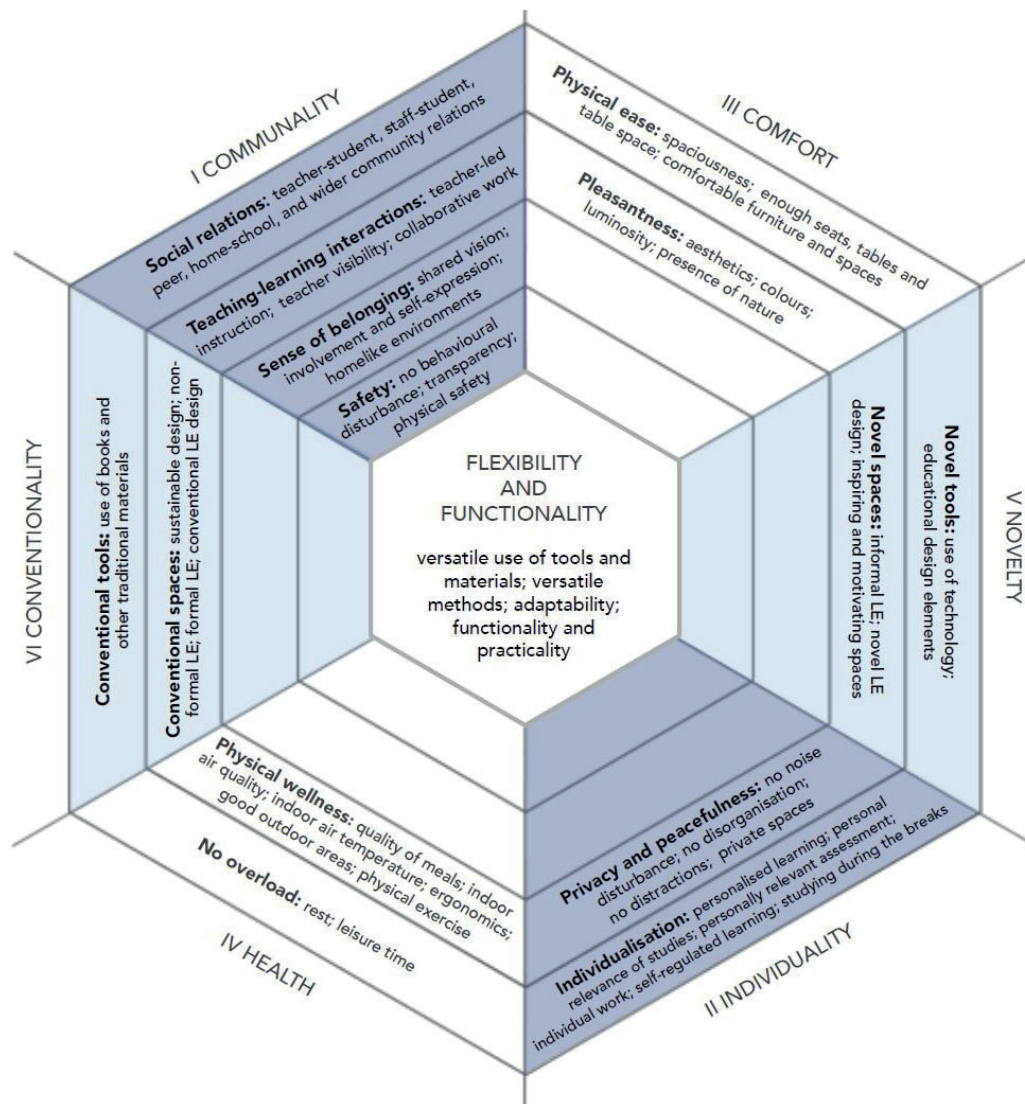 I COMMUNALITY
Social relations: teacher-student, staff-student,
peer, home-school, and wider community relations
Teaching-learning interactions: teacher-led
instruction; teacher visibility; collaborative work
Sense of belonging: shared vision;
involvement and self-expression;
homelike environments
Safety: no behavioural
disturbance; transparency;
physical safety
III COMFORT
Physical ease: spaciousness; enough seats, tables and
table space; comfortable furniture and spaces
Pleasantness: aesthetics; colours;
luminosity; presence of nature
VI CONVENTIONALITY
Conventional tools: use of books and
other traditional materials
Conventional spaces: sustainable design; non-
formal LE; formal LE; conventional LE design
FLEXIBILITY
AND
FUNCTIONALITY
versatile use of tools and
materials; versatile
methods; adaptability;
functionality and
practicality
V NOVELTY
Novel tools: use of technology;
educational design elements
Novel spaces: informal LE; novel LE
design; inspiring and motivating spaces
IV HEALTH
Physical wellness: quality of meals; indoor
air quality; indoor air temperature; ergonomics;
good outdoor areas; physical exercise
No overload: rest; leisure time
II INDIVIDUALITY
Privacy and peacefulness: no noise
disturbance; no disorganisation;
no distractions; private spaces
Individualisation: personalised learning; personal
relevance of studies; personally relevant assessment;
individual work; self-regulated learning; studying during the breaks